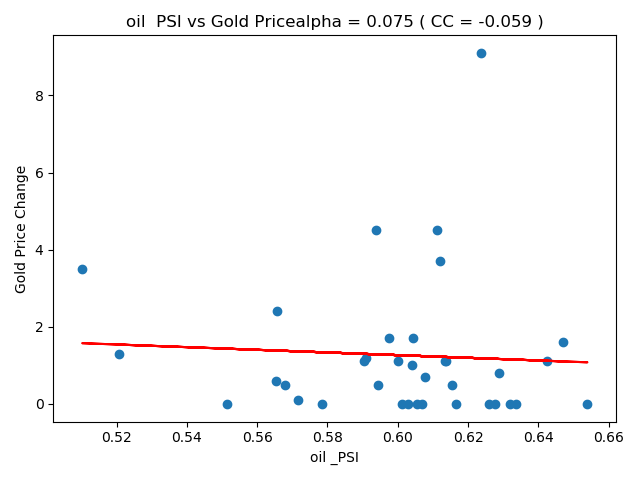 oil  PSI vs Gold Pricealpha = 0.075 ( CC = -0.059 )
Gold Price Change
8
6
4
2
0
0.52 0.54 0.56 0.58 0.60 0.62 0.64 0.66
oil _PSI